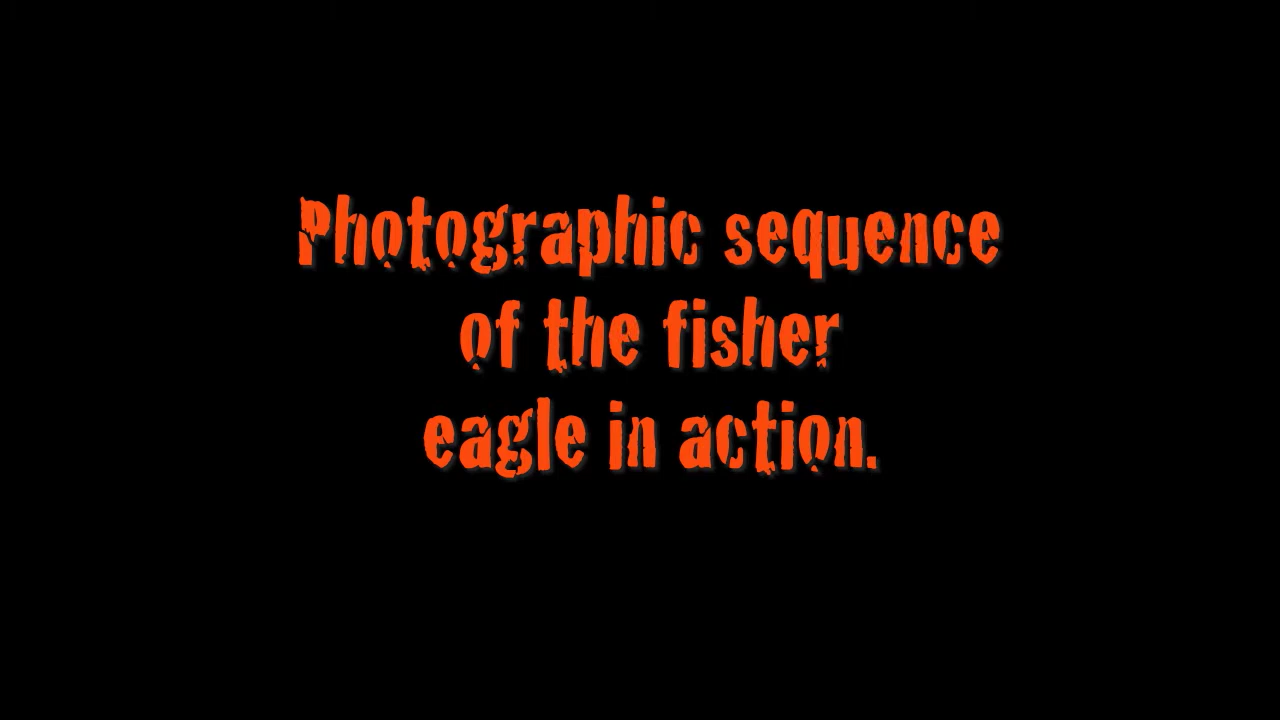 Photographic sequence
of the fisher
eagle in action.